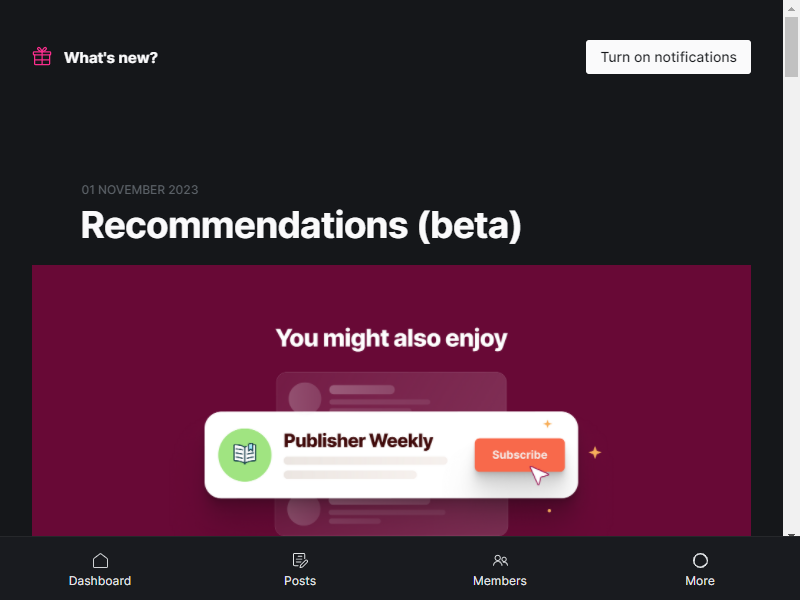 What's new?
Turn on notifications
01 NOVEMBER 2023
Recommendations (beta)
You might also enjoy
Publisher Weekly
Subscribe
Dashboard
Posts
Members
More